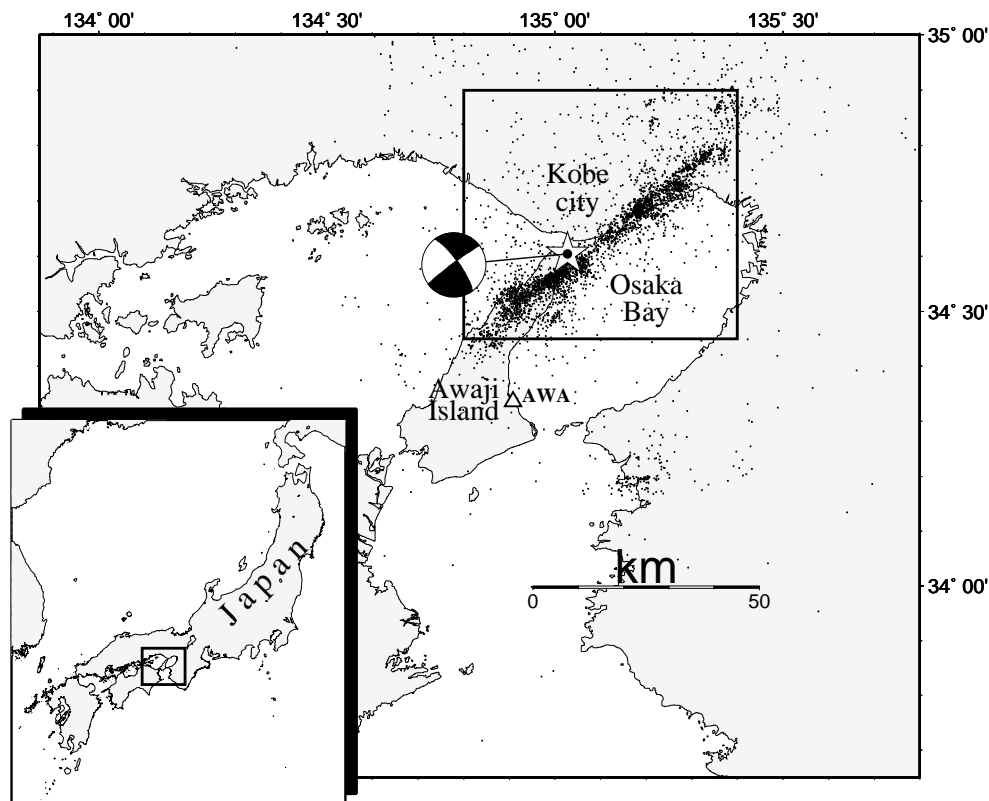 134° 00' 134° 30' 135° 00' 135° 30'
35° 00'
Kobe
city
Osaka
Bay
34° 30'
Awaji
Island
AWA
km
0 50
34° 00'
Japan